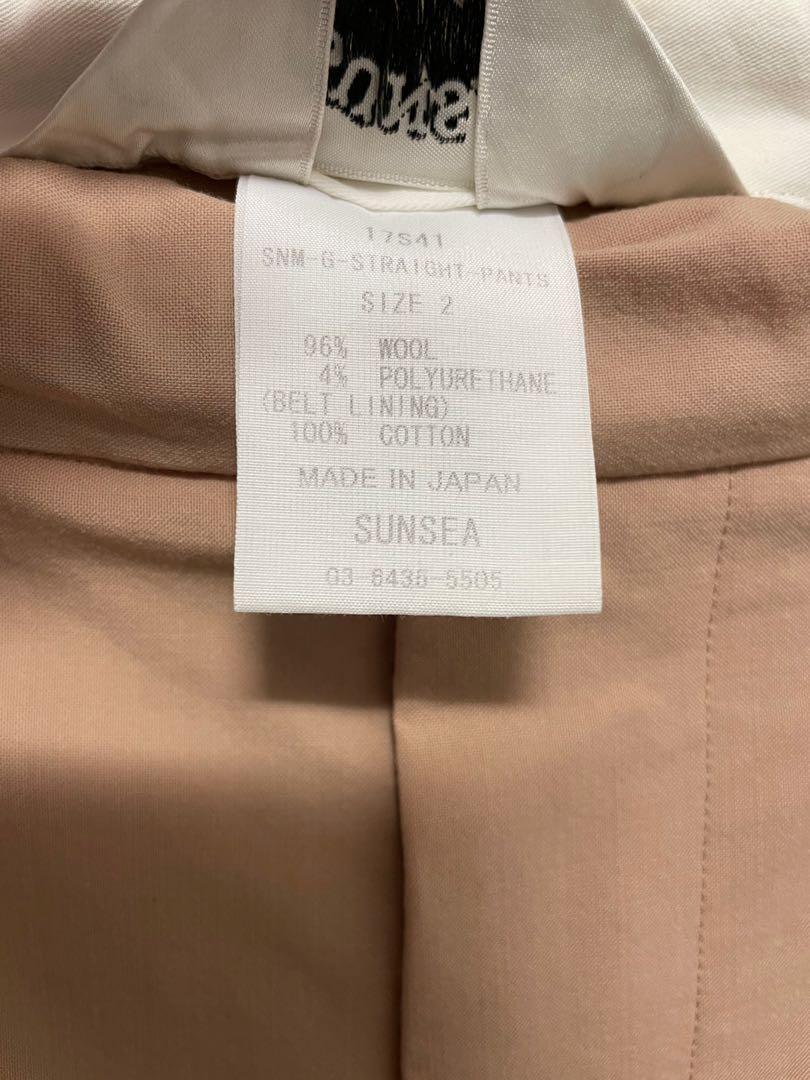 17S41
SNM-G-STRAIGHT-PANTS
SIZE 2
96% WOOL
4% POLYURETHANE
(BELT LINING)
100% COTTON
MADE IN JAPAN
SUNSEA
03 6435-5505